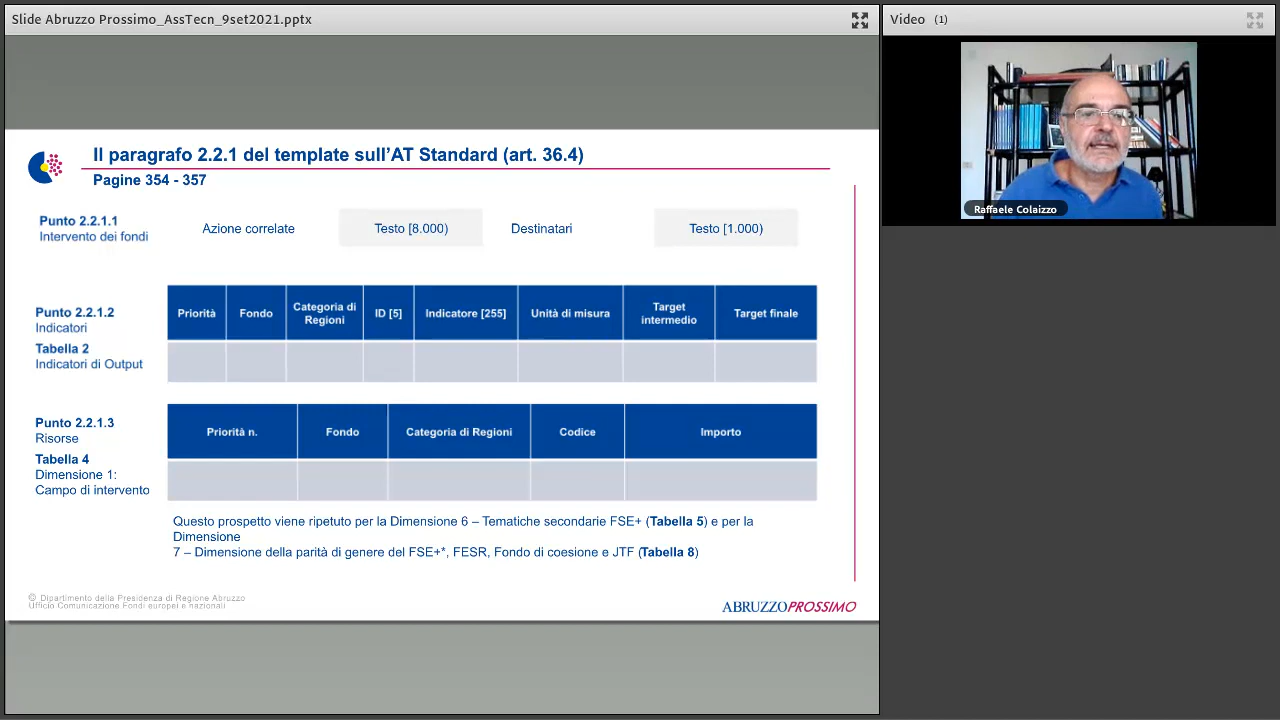 Slide Abruzzo Prossimo_AssTecn_9set2021.pptx
Video (1)
Raffaele Colaizzo
Il paragrafo 2.2.1 del template sull'AT Standard (art. 36.4)
Pagine 354 - 357
Punto 2.2.1.1
Intervento dei fondi
Azione correlate
Testo [8.000)
Destinatari
Testo [1.000)
Punto 2.2.1.2
Indicatori
Tabella 2
Indicatori di Output
Priorità
Fondo
Categoria di
Regioni
ID [5]
Indicatore [255]
Unità di misura
Target
intermedio
Target finale
Punto 2.2.1.3
Risorse
Tabella 4
Dimensione 1:
Campo di intervento
Priorità n.
Fondo
Categoria di Regioni
Codice
Importo
Questo prospetto viene ripetuto per la Dimensione 6 – Tematiche secondarie FSE+ (Tabella 5) e per la
Dimensione
7 – Dimensione della parità di genere del FSE+*, FESR, Fondo di coesione e JTF (Tabella 8)
© Dipartimento della Presidenza di Regione Abruzzo
Ufficio Comunicazione Fondi europei e nazionali
ABRUZZOPROSSIMO